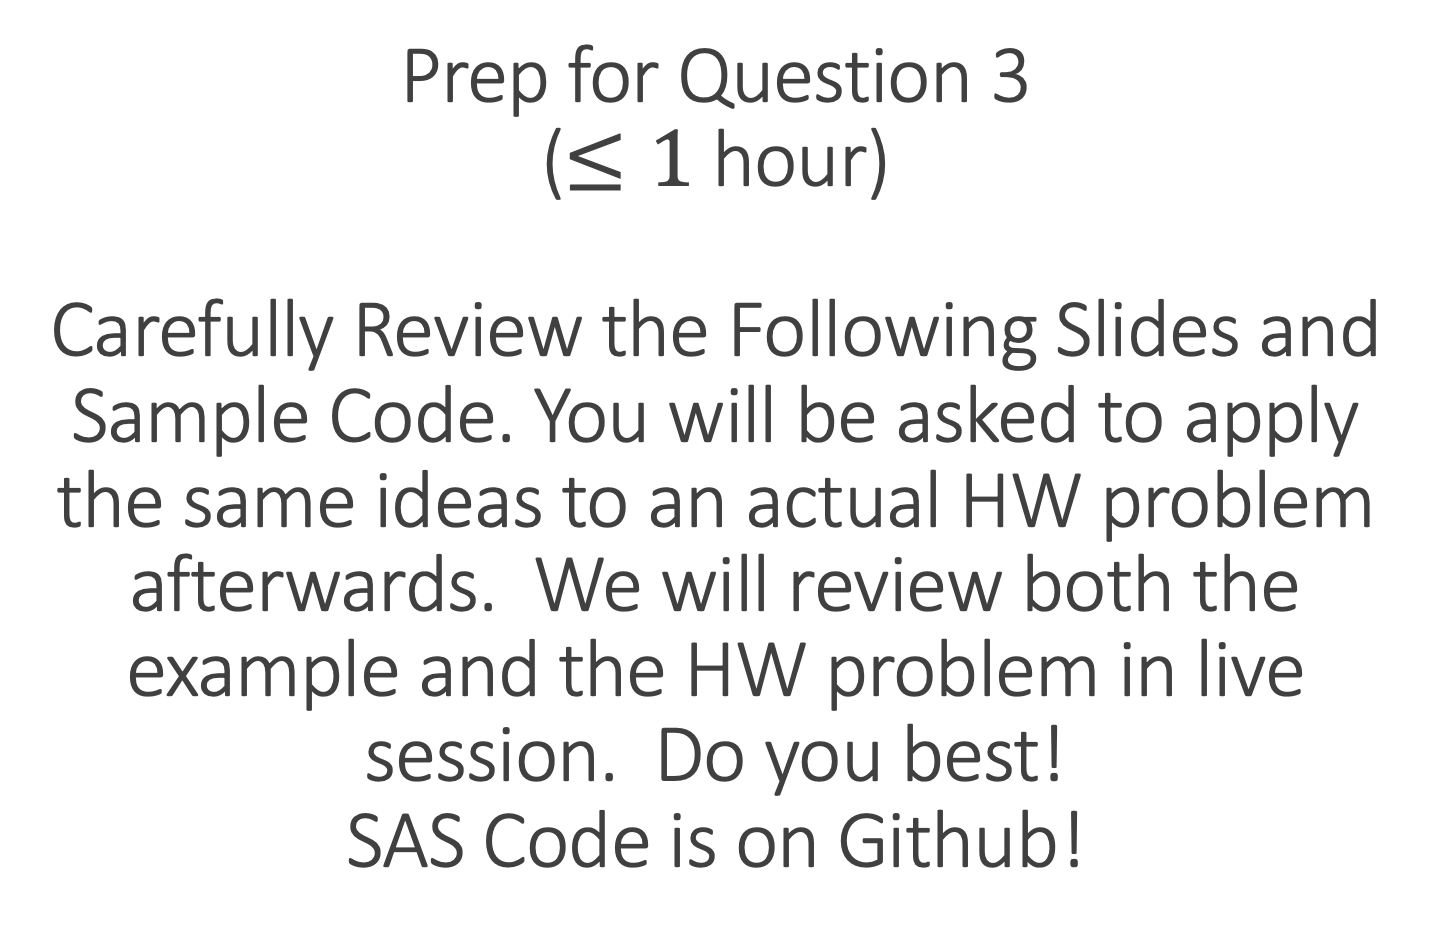 Prep for Question 3
(≤ 1 hour)
Carefully Review the Following Slides and
Sample Code. You will be asked to apply
the same ideas to an actual HW problem
afterwards.  We will review both the
example and the HW problem in live
session.  Do you best!
SAS Code is on Github!